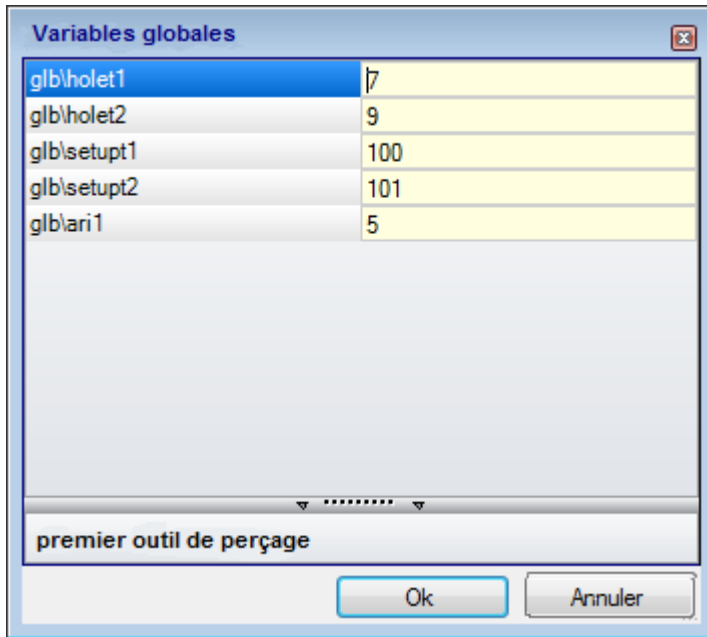 Variables globales
glb\holet1 7
glb\holet2 9
glb\setupt1 100
glb\setupt2 101
glb\ari1 5
premier outil de perçage
Ok Annuler